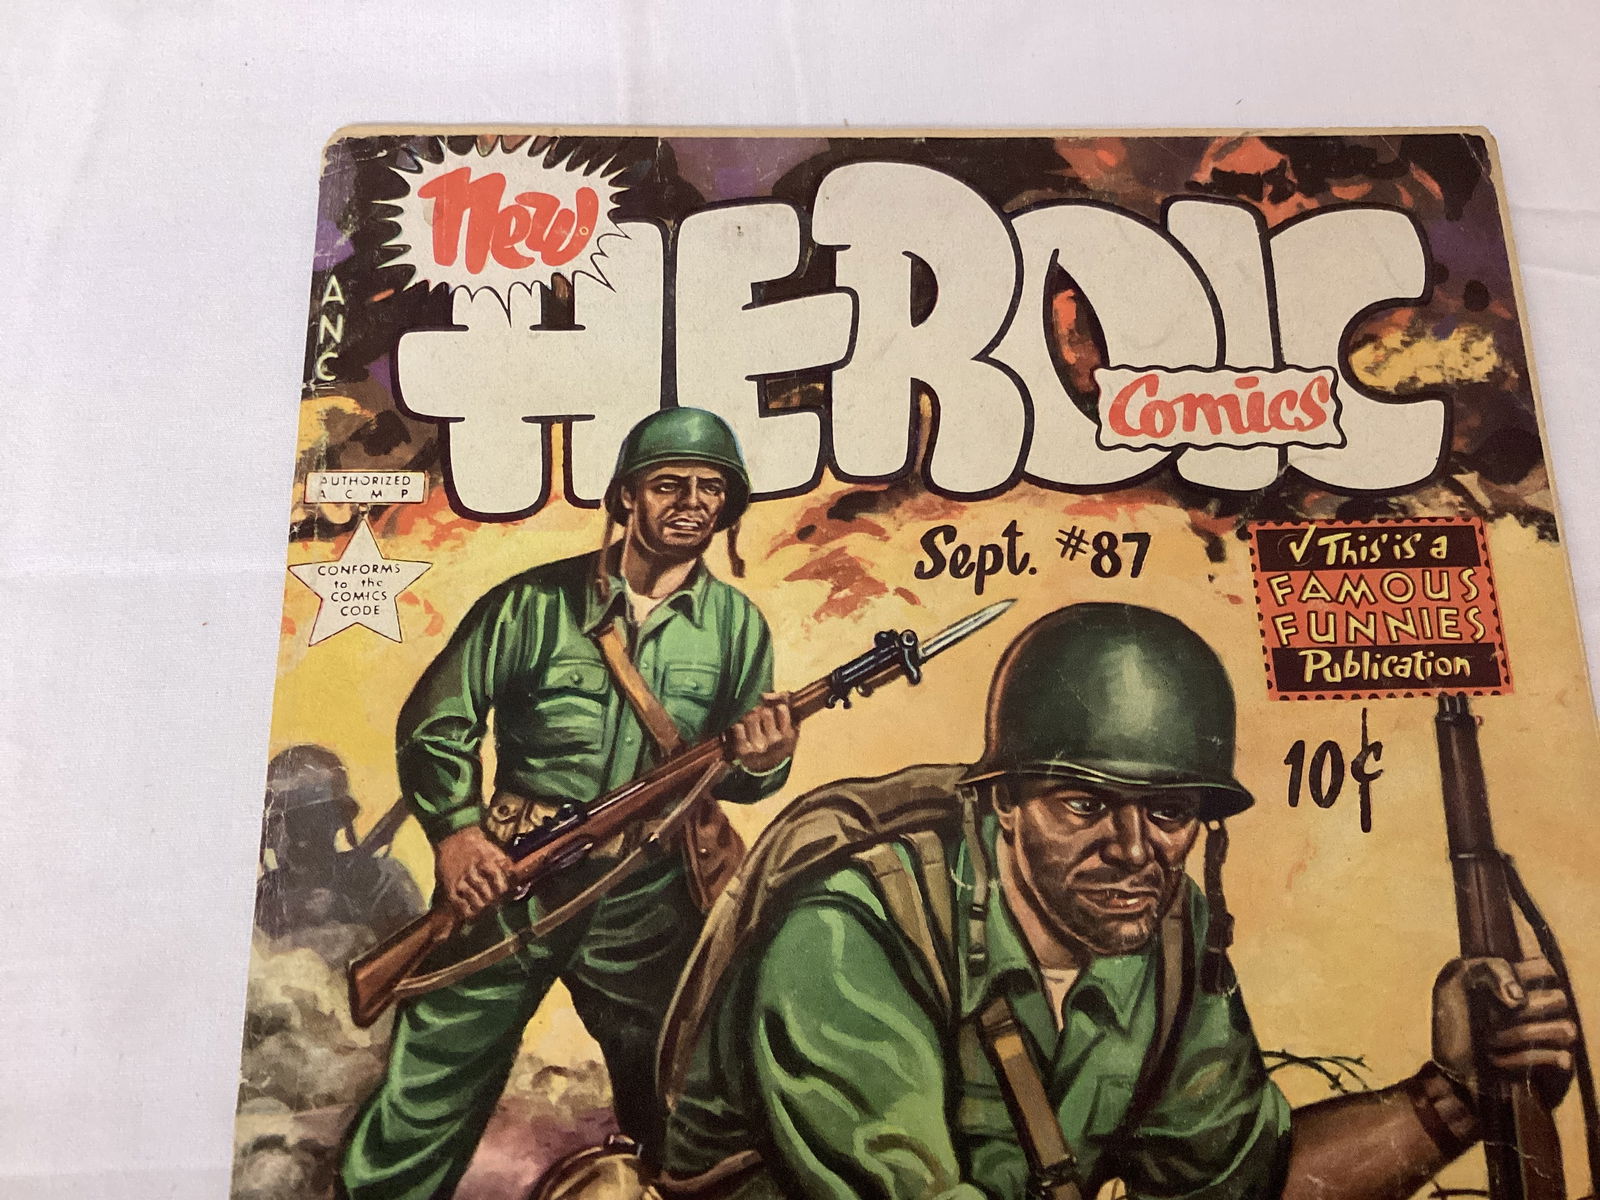 New
HEROIC
Comics
ANC
AUTHORIZED
A C M P
CONFORMS
to the
COMICS
CODE
Sept. #87
✓ This is a
FAMOUS
FUNNIES
Publication
10¢